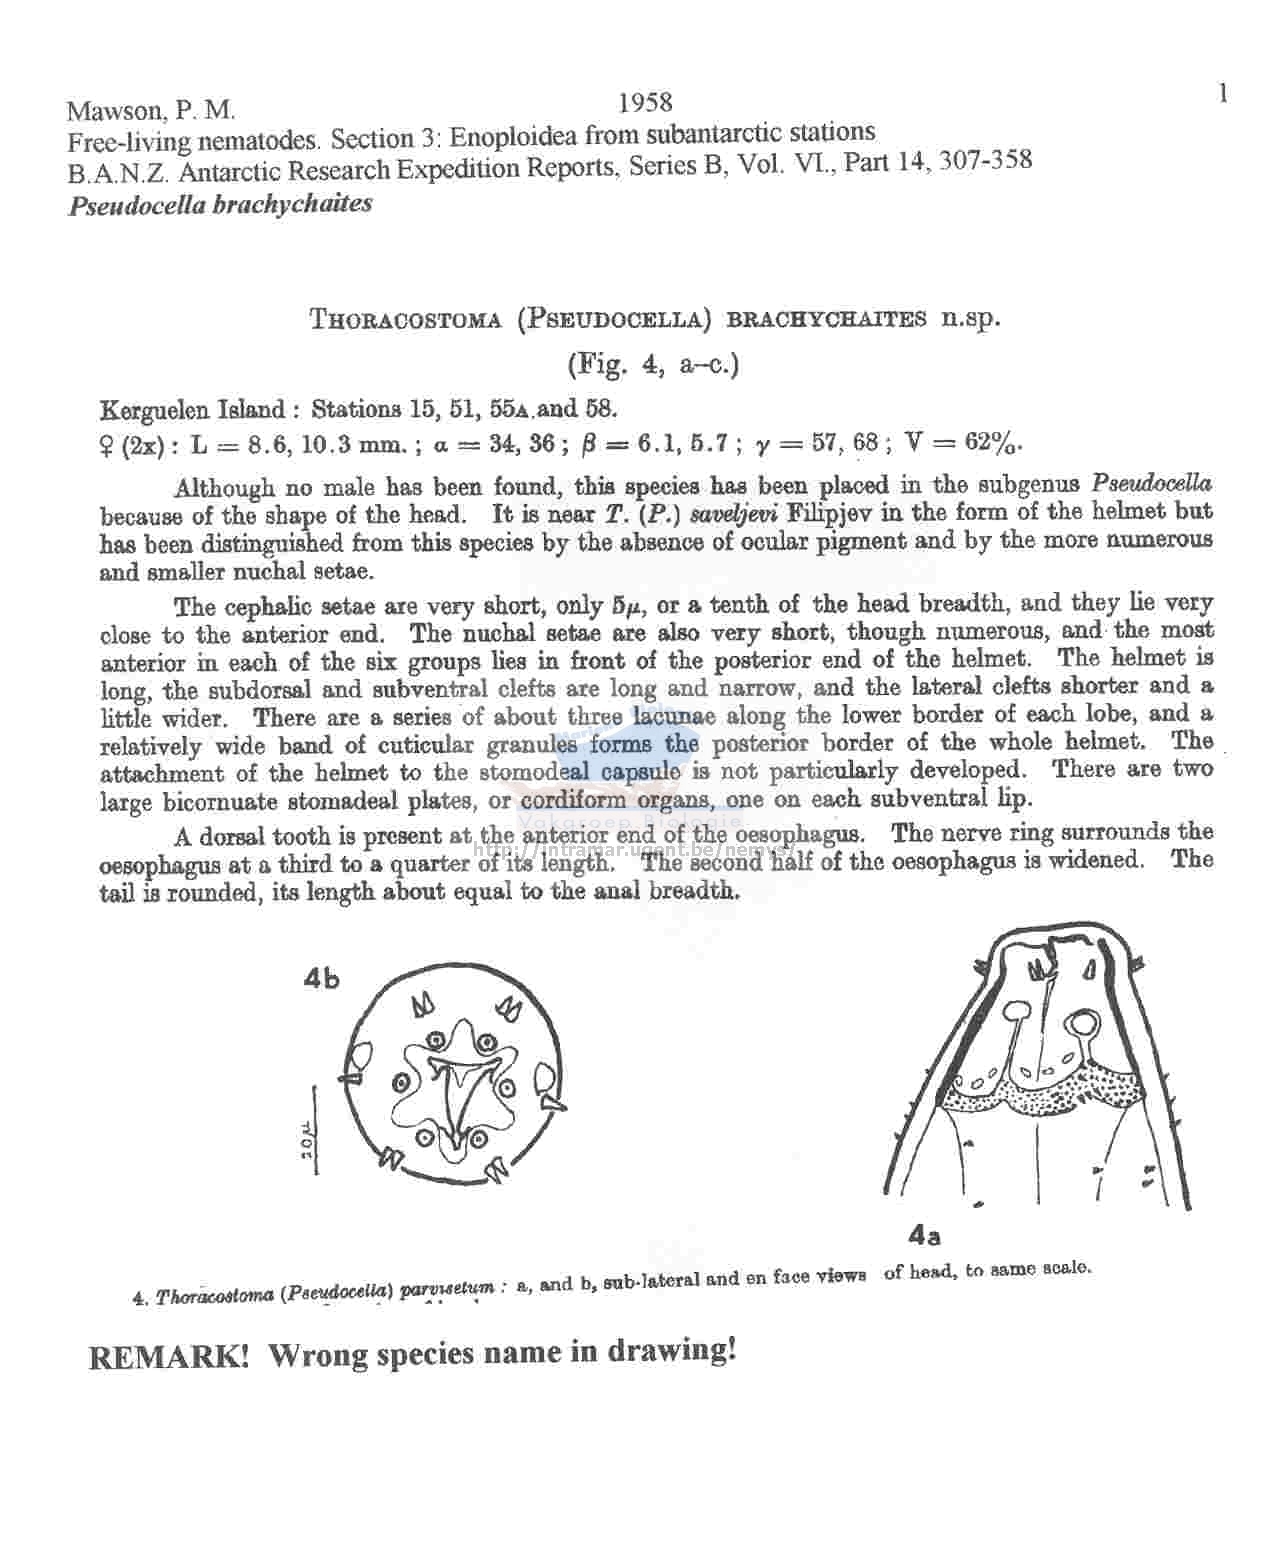 Mawson, P. M. 1958 1
Free-living nematodes. Section 3: Enoploidea from subantarctic stations
B.A.N.Z. Antarctic Research Expedition Reports, Series B, Vol. VI., Part 14, 307-358
Pseudocella brachychaites
THORACOSTOMA (PSEUDOCELLA) BRACHYCHAITES n.sp.
(Fig. 4, a–c.)
Kerguelen Island : Stations 15, 51, 55A and 58.
♀ (2x) : L = 8.6, 10.3 mm. ; α = 34, 36 ; β = 6.1, 5.7 ; γ = 57, 68 ; V = 62%.
Although no male has been found, this species has been placed in the subgenus Pseudocella
because of the shape of the head. It is near T. (P.) saveljevi Filipjev in the form of the helmet but
has been distinguished from this species by the absence of ocular pigment and by the more numerous
and smaller nuchal setae.
The cephalic setae are very short, only 5μ, or a tenth of the head breadth, and they lie very
close to the anterior end. The nuchal setae are also very short, though numerous, and the most
anterior in each of the six groups lies in front of the posterior end of the helmet. The helmet is
long, the subdorsal and subventral clefts are long and narrow, and the lateral clefts shorter and a
little wider. There are a series of about three lacunae along the lower border of each lobe, and a
relatively wide band of cuticular granules forms the posterior border of the whole helmet. The
attachment of the helmet to the stomodeal capsule is not particularly developed. There are two
large bicornuate stomadeal plates, or cordiform organs, one on each subventral lip.
Vakgroep Biologie
A dorsal tooth is present at the anterior end of the oesophagus. The nerve ring surrounds the
http://intramar.ugent.be/nemys/
oesophagus at a third to a quarter of its length. The second half of the oesophagus is widened. The
tail is rounded, its length about equal to the anal breadth.
4b
20μ
4a
4. Thoracostoma (Pseudocella) parvisetum : a, and b, sub-lateral and en face views of head, to same scale.
REMARK! Wrong species name in drawing!